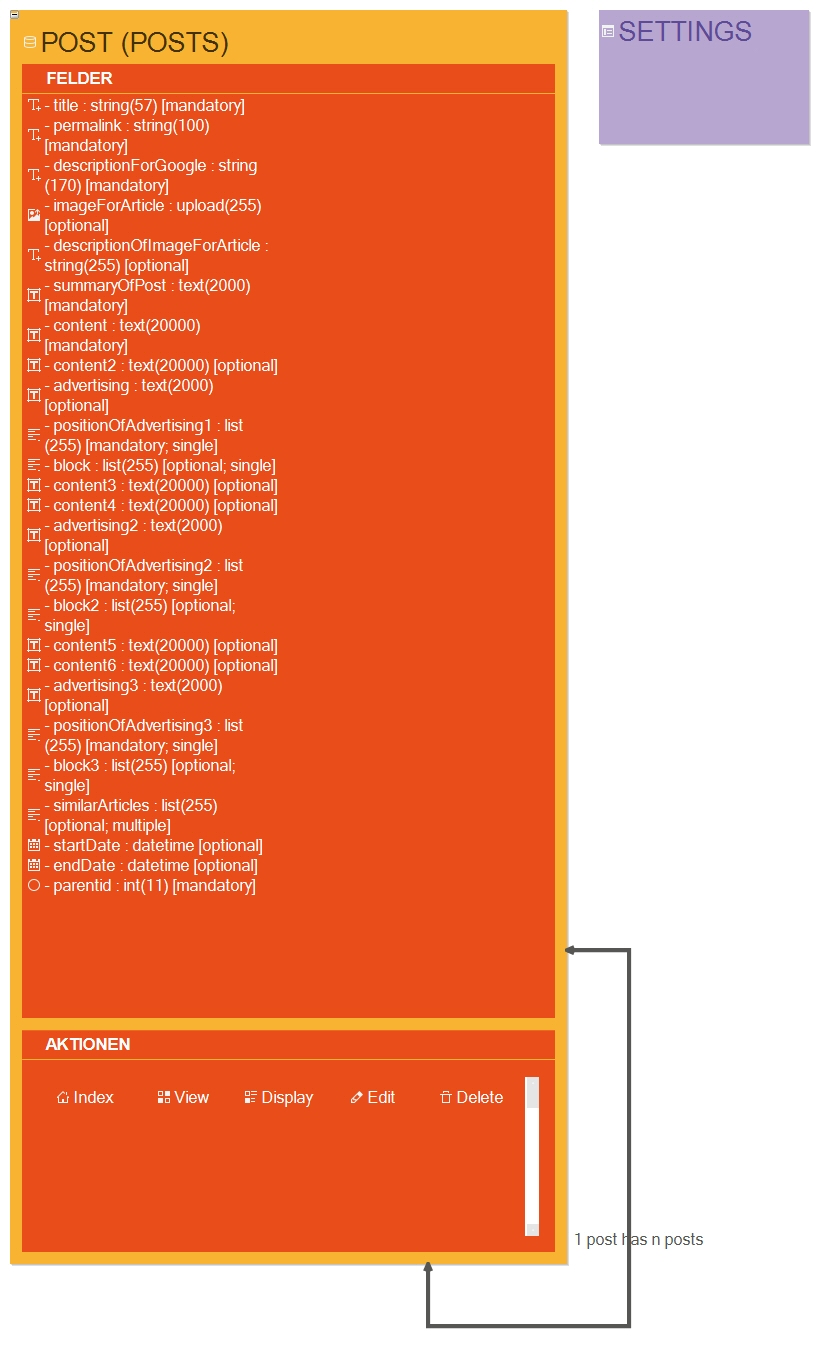 POST (POSTS)
SETTINGS
FELDER
- title : string(57) [mandatory]
- permalink : string(100)
[mandatory]
- descriptionForGoogle : string
(170) [mandatory]
- imageForArticle : upload(255)
[optional]
- descriptionOfImageForArticle :
string(255) [optional]
- summaryOfPost : text(2000)
[mandatory]
- content : text(20000)
[mandatory]
- content2 : text(20000) [optional]
- advertising : text(2000)
[optional]
- positionOfAdvertising1 : list
(255) [mandatory; single]
- block : list(255) [optional; single]
- content3 : text(20000) [optional]
- content4 : text(20000) [optional]
- advertising2 : text(2000)
[optional]
- positionOfAdvertising2 : list
(255) [mandatory; single]
- block2 : list(255) [optional;
single]
- content5 : text(20000) [optional]
- content6 : text(20000) [optional]
- advertising3 : text(2000)
[optional]
- positionOfAdvertising3 : list
(255) [mandatory; single]
- block3 : list(255) [optional;
single]
- similarArticles : list(255)
[optional; multiple]
- startDate : datetime [optional]
- endDate : datetime [optional]
- parentid : int(11) [mandatory]
AKTIONEN
Index View Display Edit Delete
1 post has n posts